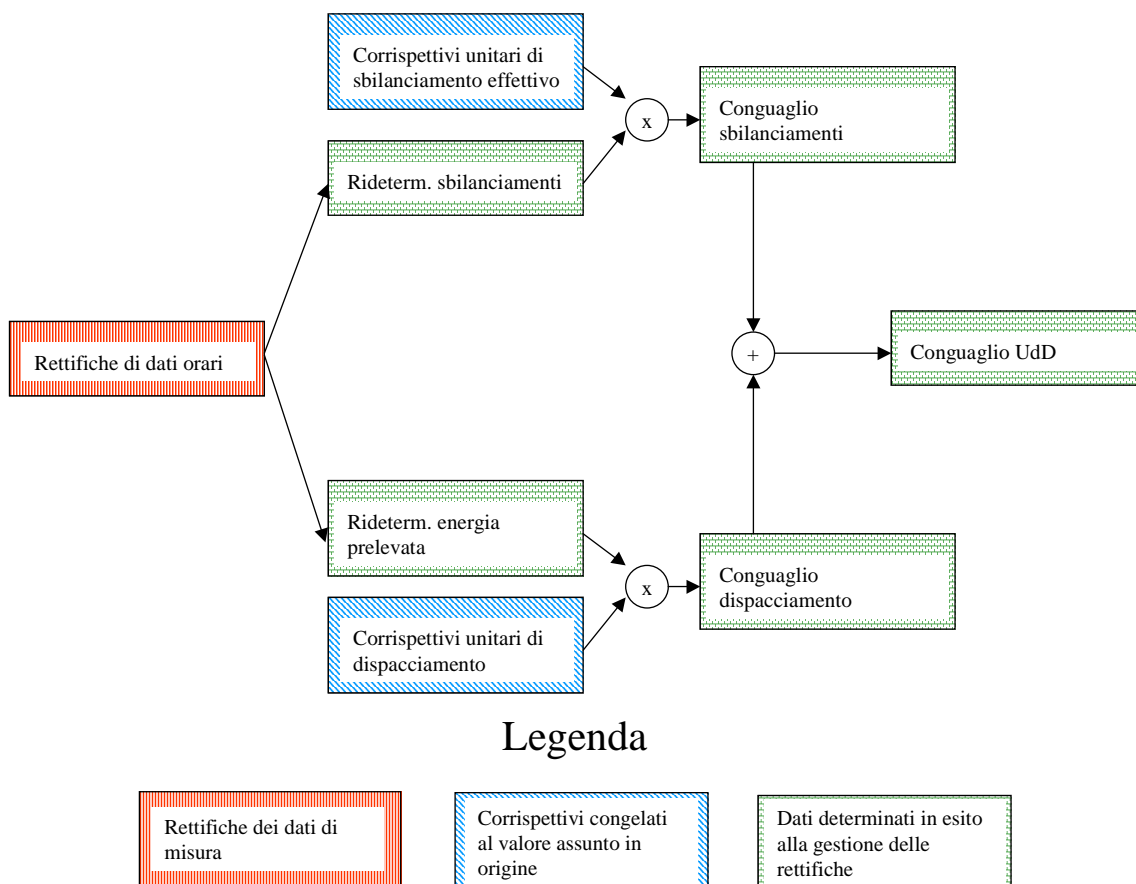 Corrispettivi unitari di
sbilanciamento effettivo
Rideterm. sbilanciamenti
x
Conguaglio
sbilanciamenti
Rettifiche di dati orari
+
Conguaglio UdD
Rideterm. energia
prelevata
Corrispettivi unitari di
dispacciamento
x
Conguaglio
dispacciamento
Legenda
Rettifiche dei dati di
misura
Corrispettivi congelati
al valore assunto in
origine
Dati determinati in esito
alla gestione delle
rettifiche